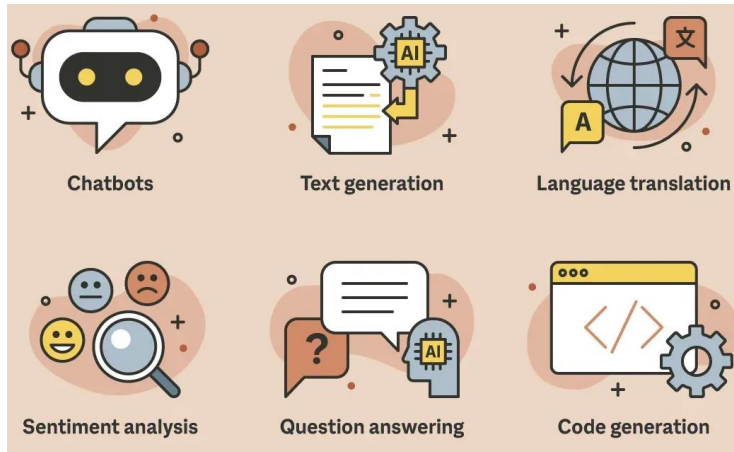 AI
文
A
Chatbots
Text generation
Language translation
?
AI
</>
Sentiment analysis
Question answering
Code generation